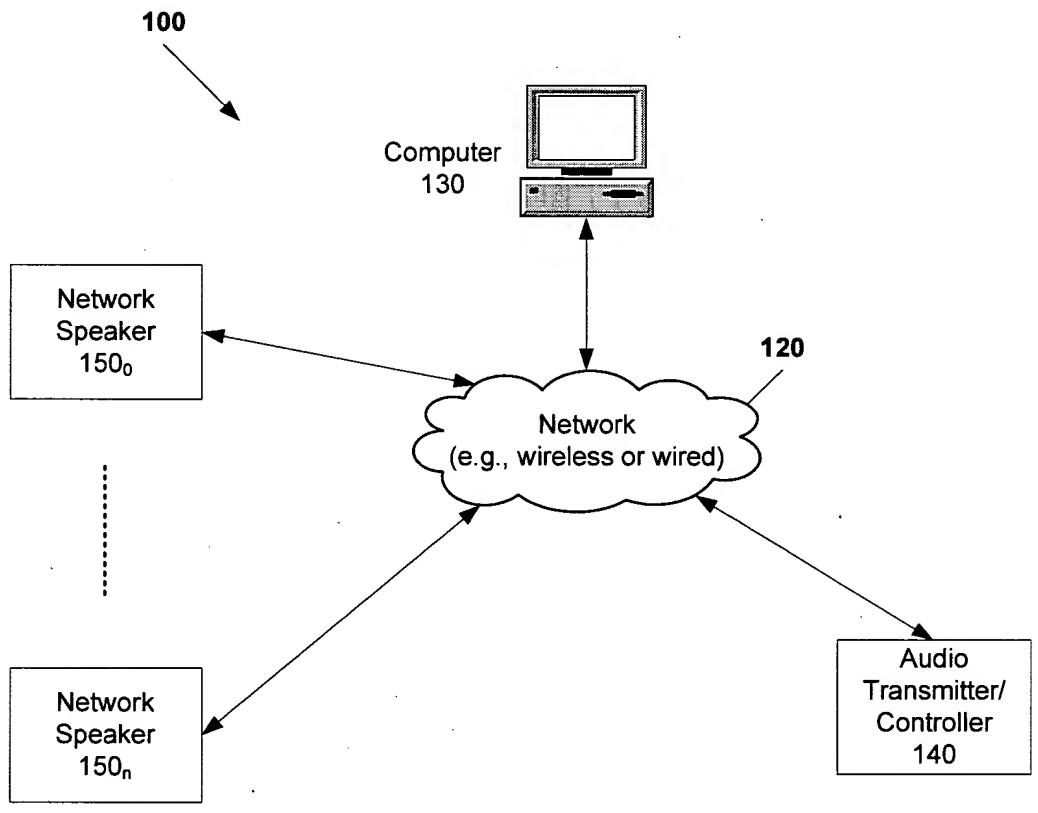 100
Computer
130
Network
Speaker
150₀
120
Network
(e.g., wireless or wired)
Network
Speaker
150ₙ
Audio
Transmitter/
Controller
140